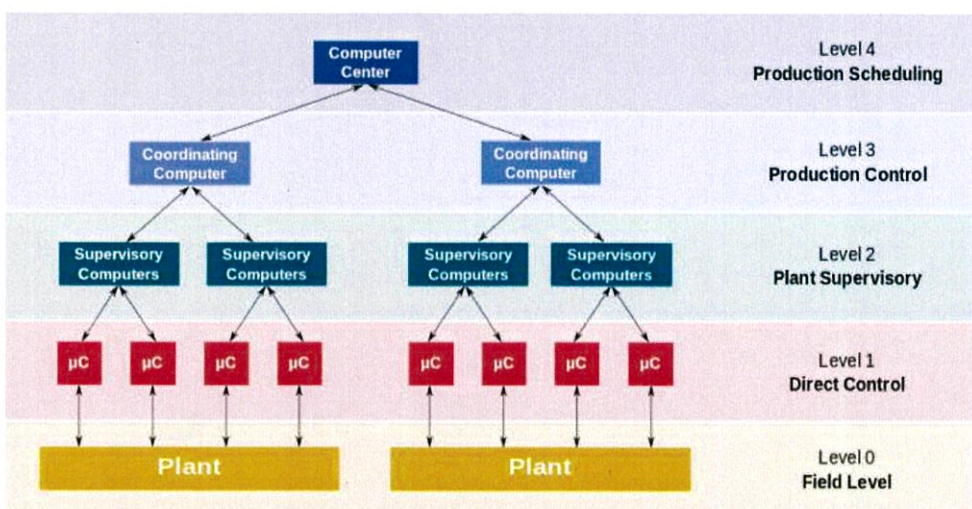 Computer
Center
Level 4
Production Scheduling
Coordinating
Computer
Coordinating
Computer
Level 3
Production Control
Supervisory
Computers
Supervisory
Computers
Supervisory
Computers
Supervisory
Computers
Level 2
Plant Supervisory
µC
µC
µC
µC
µC
µC
µC
µC
Level 1
Direct Control
Plant
Plant
Level 0
Field Level